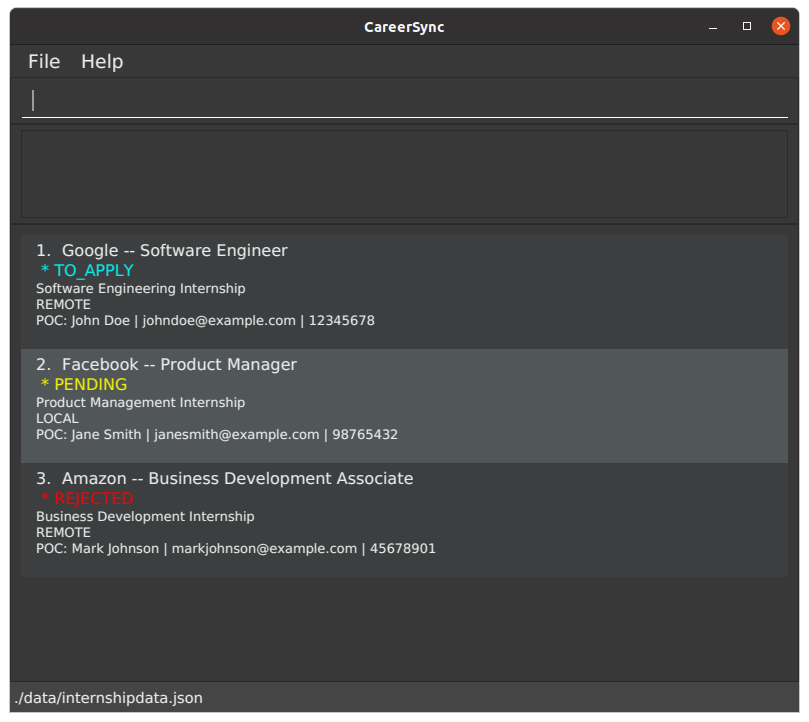 CareerSync
File Help
1. Google -- Software Engineer
* TO_APPLY
Software Engineering Internship
REMOTE
POC: John Doe | johndoe@example.com | 12345678
2. Facebook -- Product Manager
* PENDING
Product Management Internship
LOCAL
POC: Jane Smith | janesmith@example.com | 98765432
3. Amazon -- Business Development Associate
* REJECTED
Business Development Internship
REMOTE
POC: Mark Johnson | markjohnson@example.com | 45678901
./data/internshipdata.json